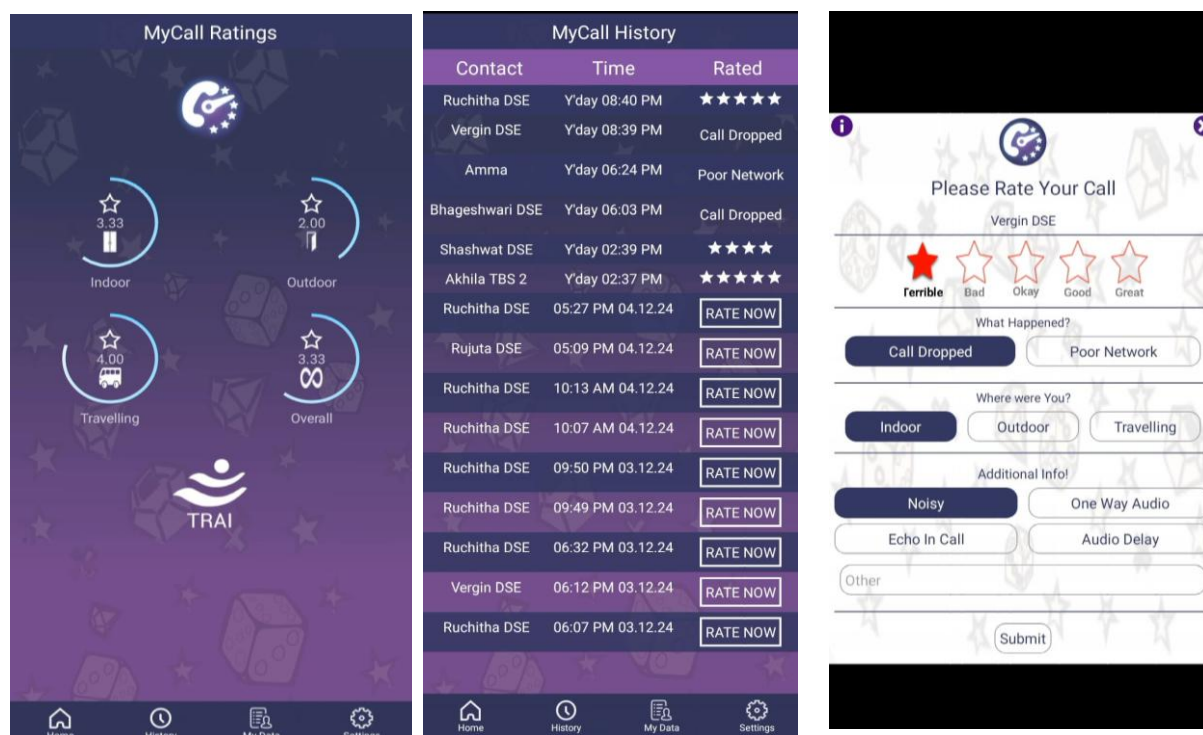 MyCall Ratings
3.33
Indoor
2.00
Outdoor
4.00
Travelling
3.33
Overall
TRAI
Home History My Data Settings
MyCall History
Contact Time Rated
Ruchitha DSE Y'day 08:40 PM
Vergin DSE Y'day 08:39 PM Call Dropped
Amma Y'day 06:24 PM Poor Network
Bhageshwari DSE Y'day 06:03 PM Call Dropped
Shashwat DSE Y'day 02:39 PM
Akhila TBS 2 Y'day 02:37 PM
Ruchitha DSE 05:27 PM 04.12.24 RATE NOW
Rujuta DSE 05:09 PM 04.12.24 RATE NOW
Ruchitha DSE 10:13 AM 04.12.24 RATE NOW
Ruchitha DSE 10:07 AM 04.12.24 RATE NOW
Ruchitha DSE 09:50 PM 03.12.24 RATE NOW
Ruchitha DSE 09:49 PM 03.12.24 RATE NOW
Ruchitha DSE 06:32 PM 03.12.24 RATE NOW
Vergin DSE 06:12 PM 03.12.24 RATE NOW
Ruchitha DSE 06:07 PM 03.12.24 RATE NOW
Home History My Data Settings
i
Please Rate Your Call
Vergin DSE
Terrible Bad Okay Good Great
What Happened?
Call Dropped Poor Network
Where were You?
Indoor Outdoor Travelling
Additional Info!
Noisy One Way Audio
Echo In Call Audio Delay
Other
Submit